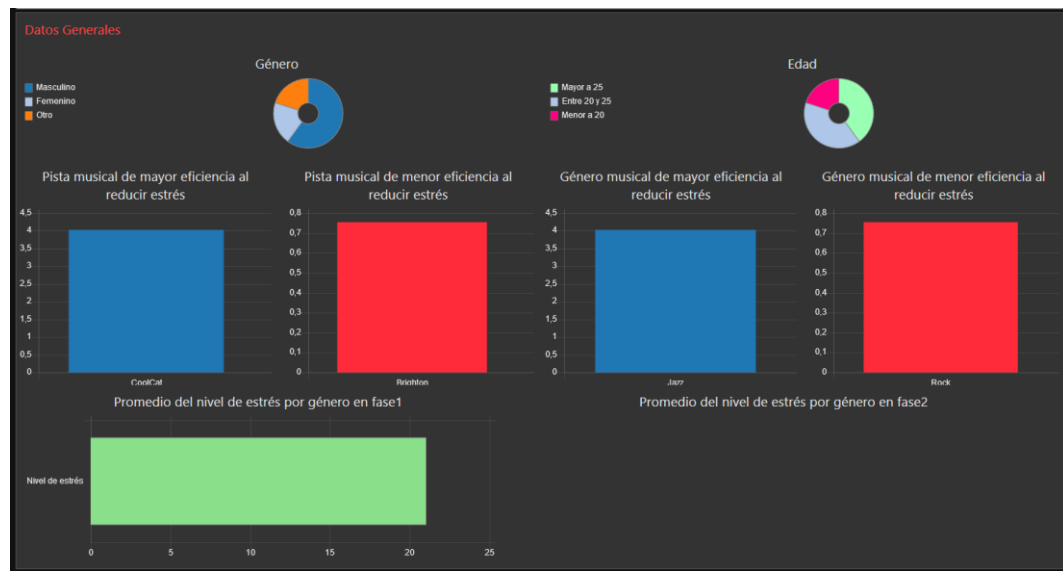 Datos Generales
Género
Masculino
Femenino
Otro
Edad
Mayor a 25
Entre 20 y 25
Menor a 20
Pista musical de mayor eficiencia al
reducir estrés
4,5
4
3,5
3
2,5
2
1,5
1
0,5
0
CoolCat
Pista musical de menor eficiencia al
reducir estrés
0,8
0,7
0,6
0,5
0,4
0,3
0,2
0,1
0
Brighton
Género musical de mayor eficiencia al
reducir estrés
4,5
4
3,5
3
2,5
2
1,5
1
0,5
0
Jazz
Género musical de menor eficiencia al
reducir estrés
0,8
0,7
0,6
0,5
0,4
0,3
0,2
0,1
0
Rock
Promedio del nivel de estrés por género en fase1
Nivel de estrés
0 5 10 15 20 25
Promedio del nivel de estrés por género en fase2